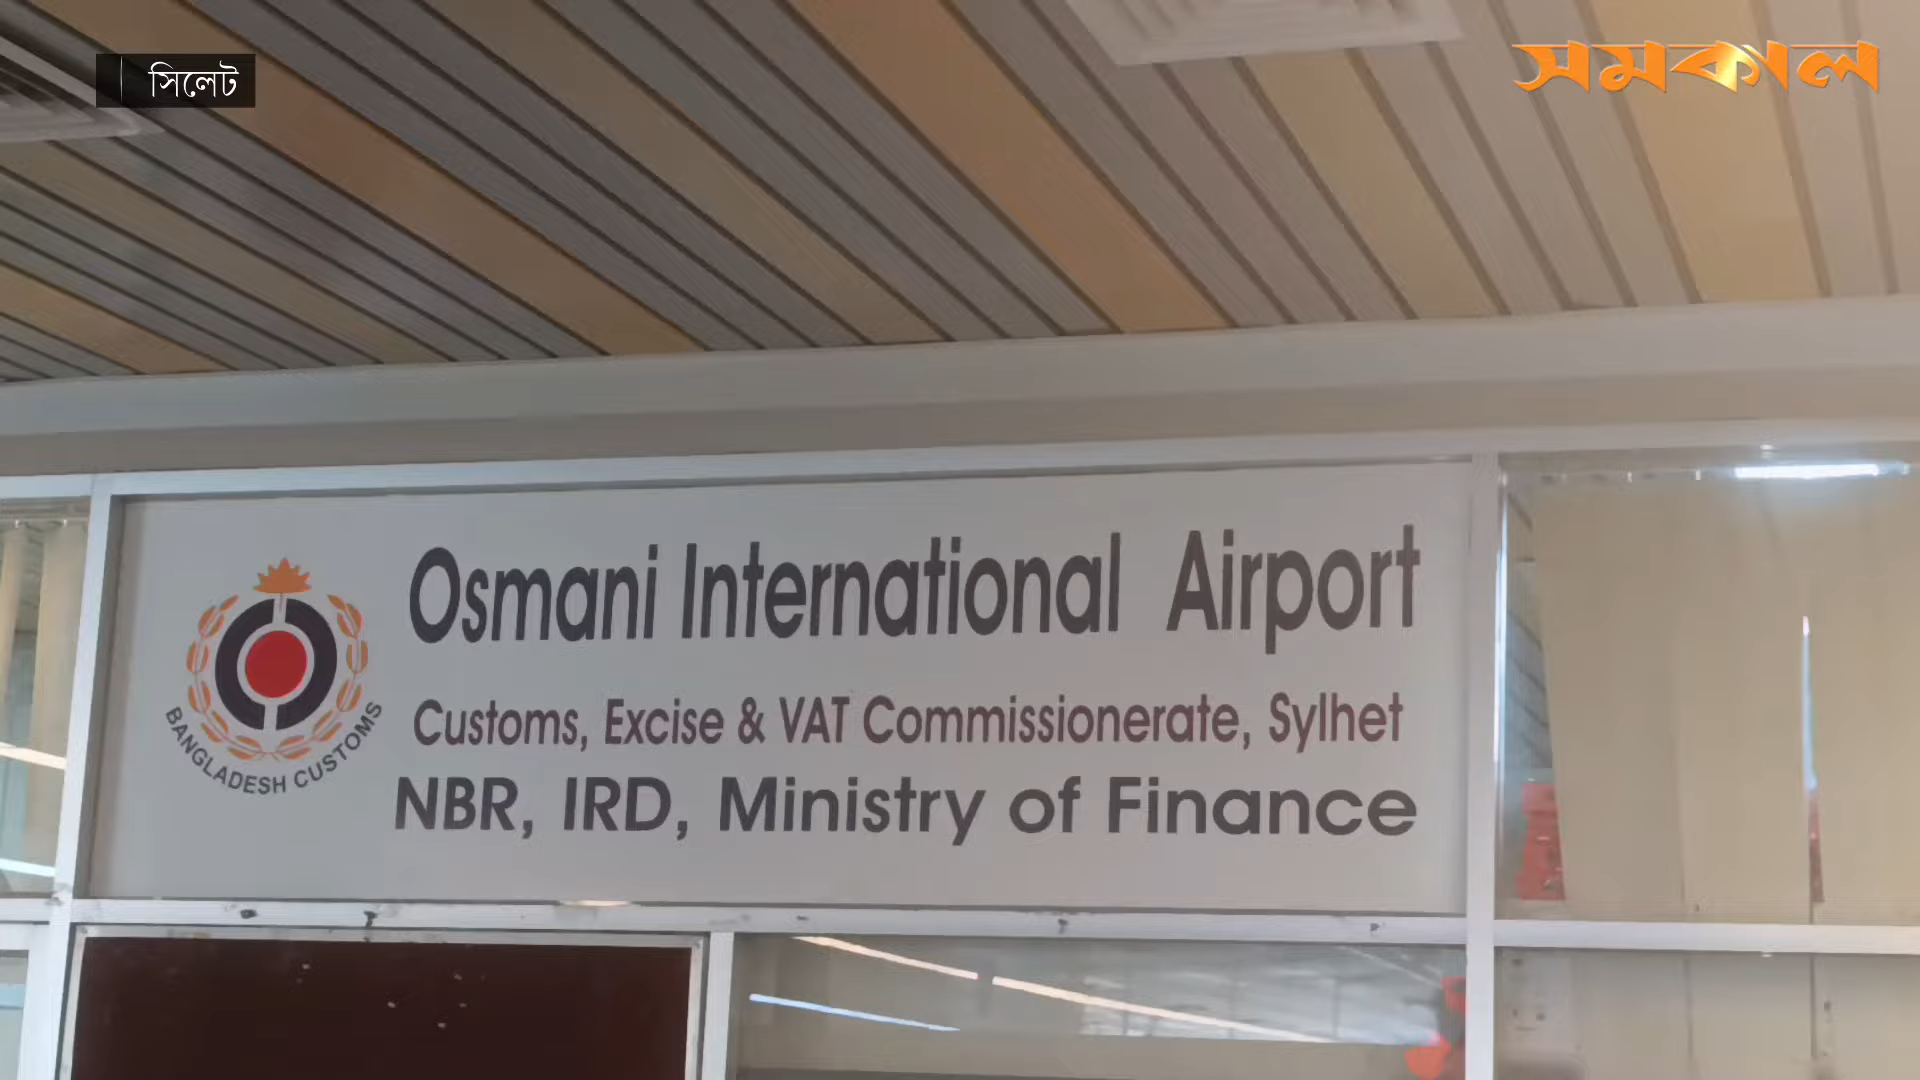 সিলেট
সমকাল
Osmani International Airport
Customs, Excise & VAT Commissionerate, Sylhet
NBR, IRD, Ministry of Finance
BANGLADESH CUSTOMS